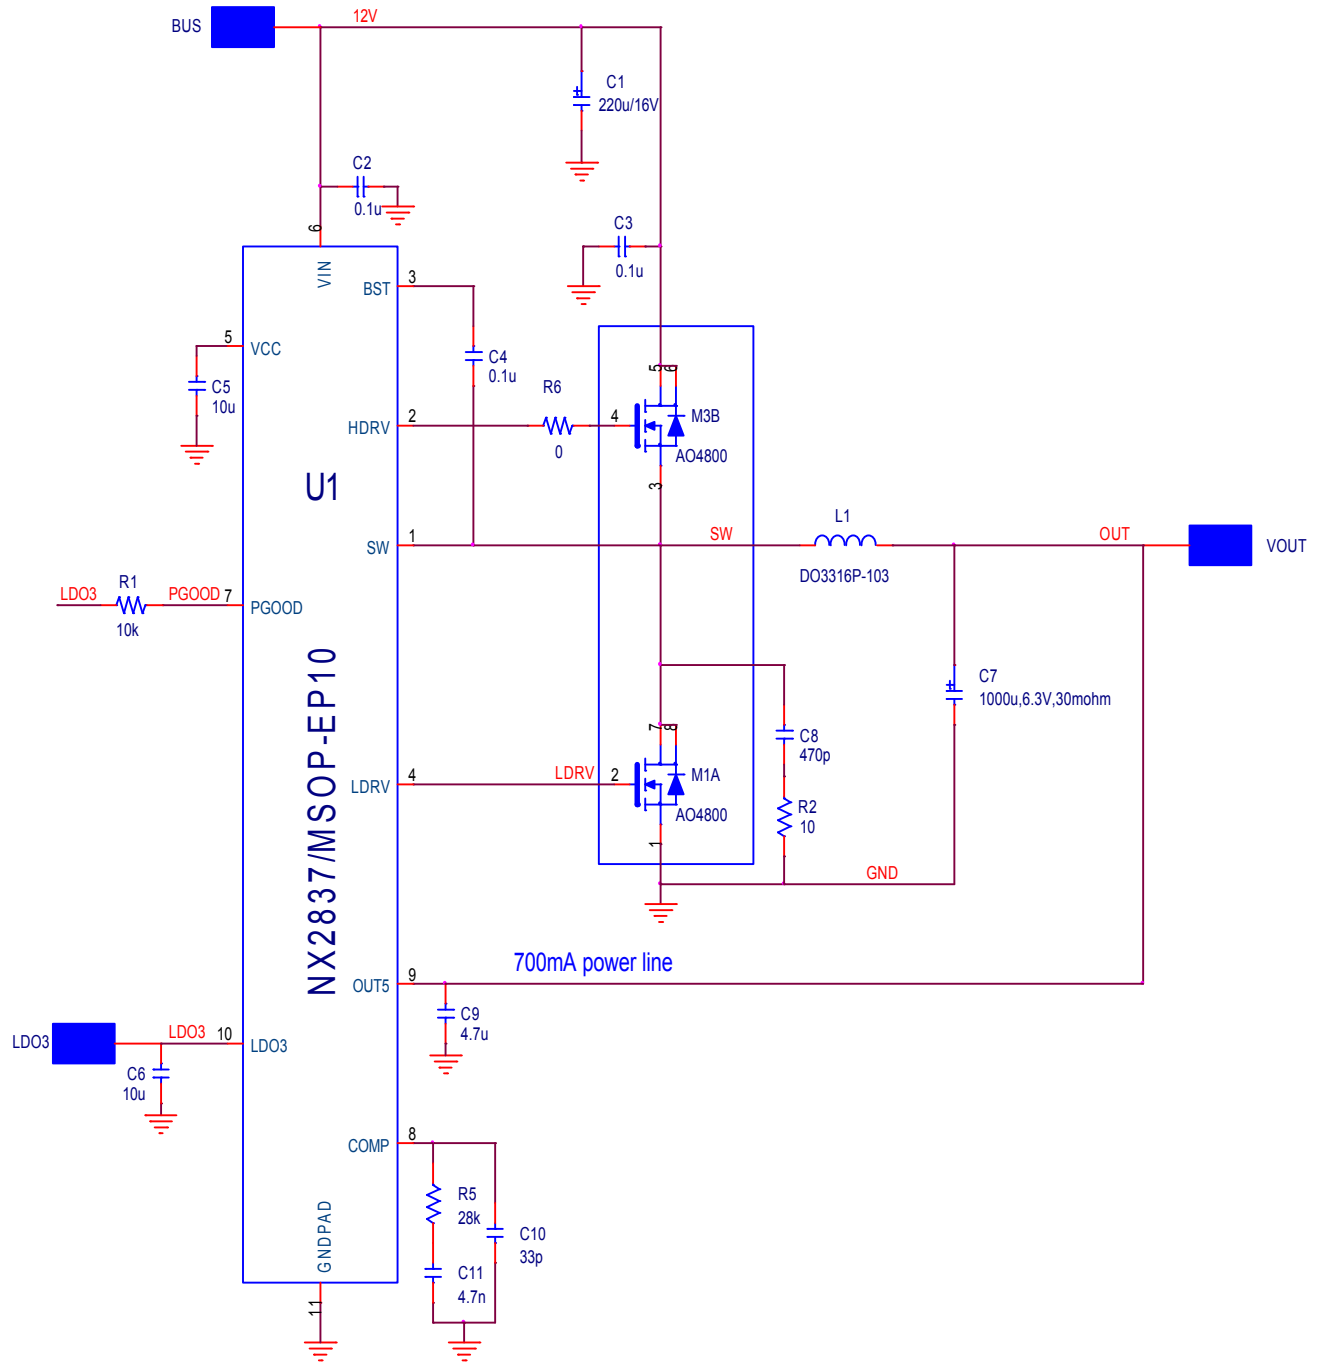 BUS
12V
C1
220u/16V
C2
0.1u
C3
0.1u
6
VIN
3
BST
5
VCC
C5
10u
C4
0.1u
R6
0
2
HDRV
4
5
6
M3B
AO4800
3
U1
NX2837/MSOP-EP10
1
SW
SW
L1
DO3316P-103
OUT
VOUT
LDO3
R1
10k
PGOOD
7
PGOOD
C7
1000u,6.3V,30mohm
7
8
C8
470p
4
LDRV
LDRV
2
M1A
AO4800
1
R2
10
GND
700mA power line
9
OUT5
C9
4.7u
LDO3
LDO3
10
LDO3
C6
10u
8
COMP
R5
28k
C10
33p
C11
4.7n
GNDPAD
11